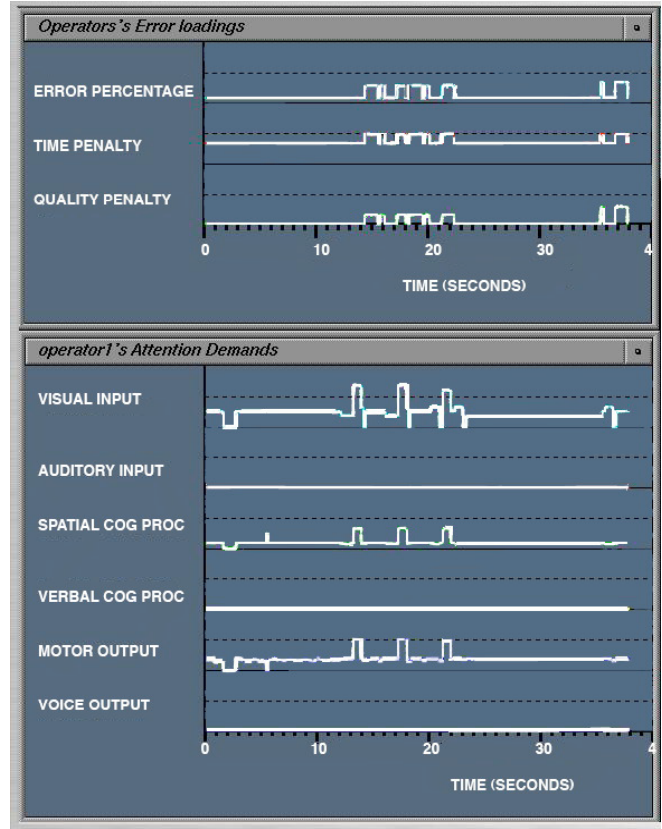 Operators's Error loadings
ERROR PERCENTAGE
TIME PENALTY
QUALITY PENALTY
0 10 20 30 4
TIME (SECONDS)
operator1's Attention Demands
VISUAL INPUT
AUDITORY INPUT
SPATIAL COG PROC
VERBAL COG PROC
MOTOR OUTPUT
VOICE OUTPUT
0 10 20 30 4
TIME (SECONDS)